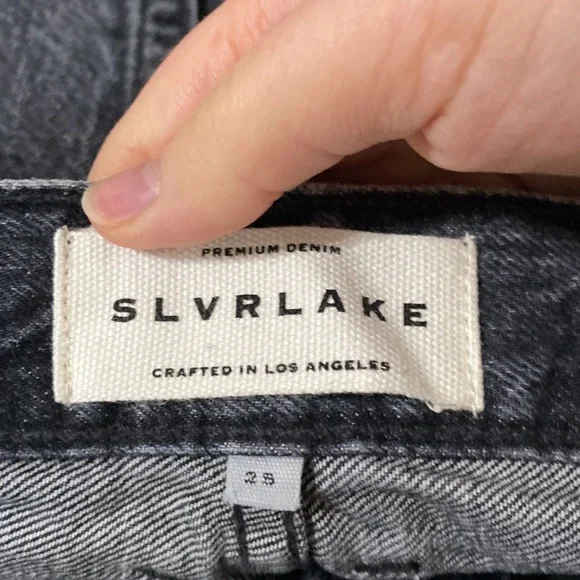 PREMIUM DENIM
SLVRLAKE
CRAFTED IN LOS ANGELES
28